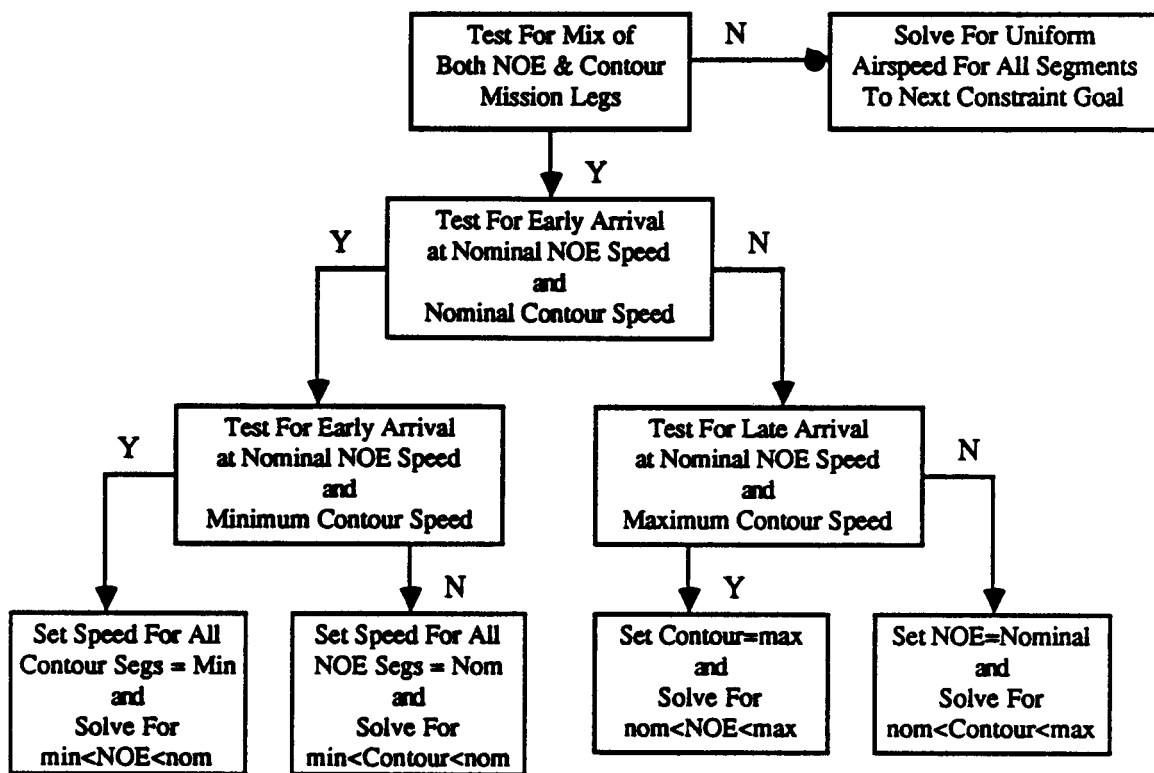 Test For Mix of
Both NOE & Contour
Mission Legs
N
Solve For Uniform
Airspeed For All Segments
To Next Constraint Goal
Y
Test For Early Arrival
at Nominal NOE Speed
and
Nominal Contour Speed
Y
N
Test For Early Arrival
at Nominal NOE Speed
and
Minimum Contour Speed
Y
N
Test For Late Arrival
at Nominal NOE Speed
and
Maximum Contour Speed
Y
N
Set Speed For All
Contour Segs = Min
and
Solve For
min<NOE<nom
Set Speed For All
NOE Segs = Nom
and
Solve For
min<Contour<nom
Set Contour=max
and
Solve For
nom<NOE<max
Set NOE=Nominal
and
Solve For
nom<Contour<max